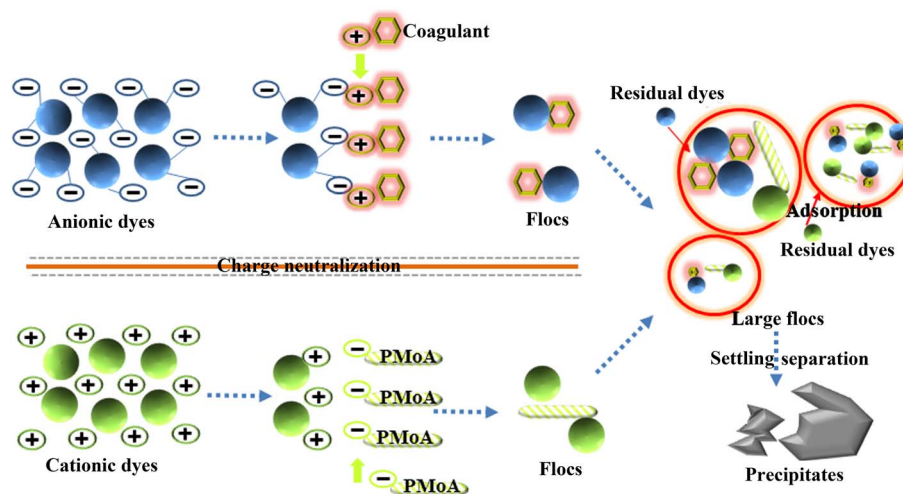 Coagulant
Residual dyes
Anionic dyes
Flocs
Adsorption
Residual dyes
Charge neutralization
Large flocs
Settling separation
PMoA
PMoA
PMoA
PMoA
Cationic dyes
Flocs
Precipitates